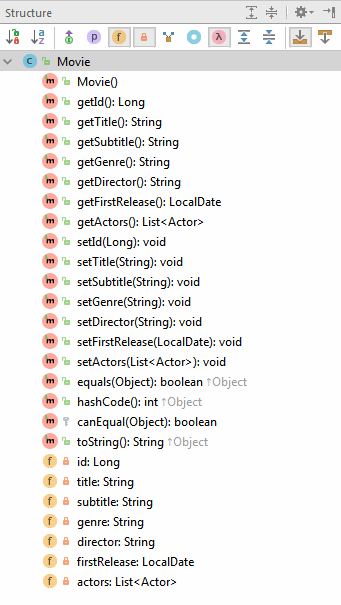 Structure
Movie
Movie()
getId(): Long
getTitle(): String
getSubtitle(): String
getGenre(): String
getDirector(): String
getFirstRelease(): LocalDate
getActors(): List<Actor>
setId(Long): void
setTitle(String): void
setSubtitle(String): void
setGenre(String): void
setDirector(String): void
setFirstRelease(LocalDate): void
setActors(List<Actor>): void
equals(Object): boolean ↑Object
hashCode(): int ↑Object
canEqual(Object): boolean
toString(): String ↑Object
id: Long
title: String
subtitle: String
genre: String
director: String
firstRelease: LocalDate
actors: List<Actor>